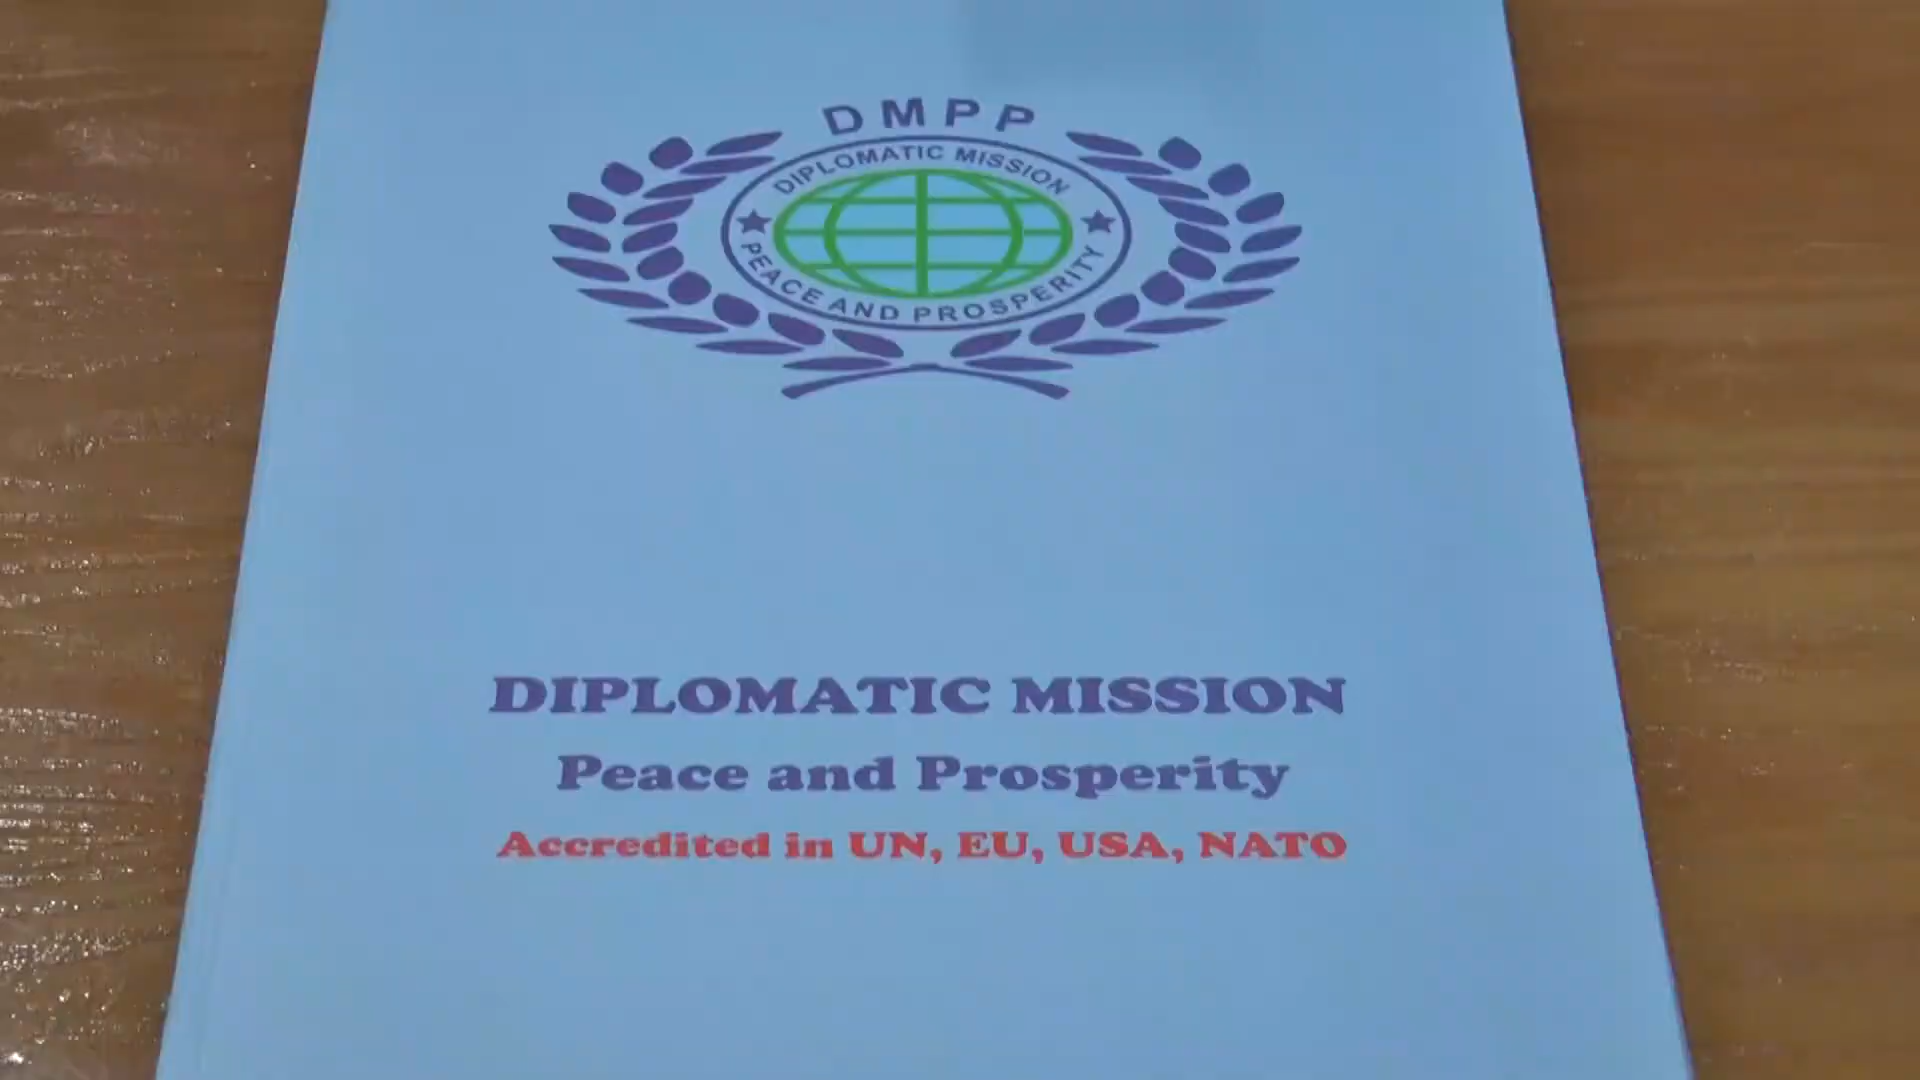 DMPP
DIPLOMATIC MISSION
PEACE AND PROSPERITY
DIPLOMATIC MISSION
Peace and Prosperity
Accredited in UN, EU, USA, NATO